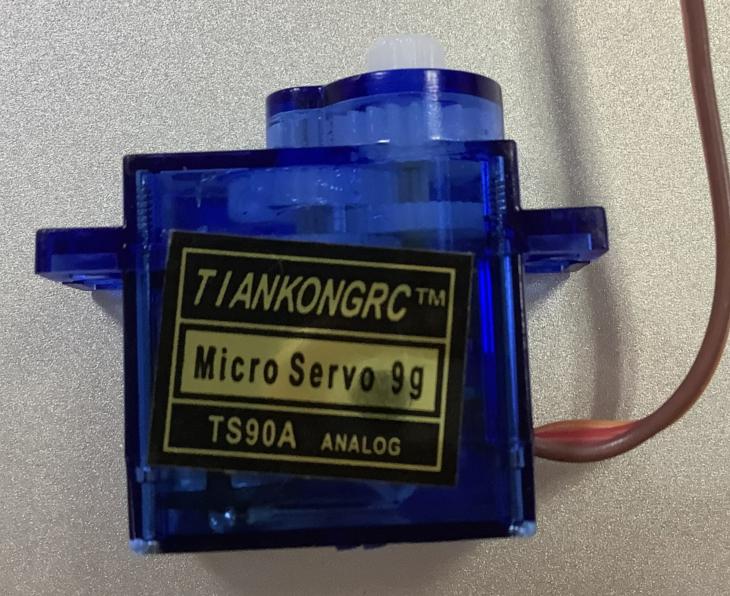 TIANKONGRC™
Micro Servo 9g
TS90A ANALOG